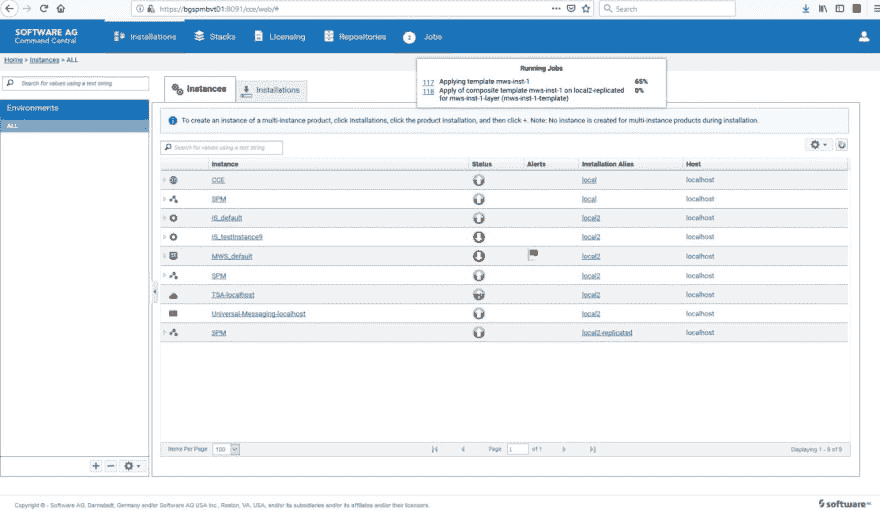 https://bgspmbvt01:8091/cce/web/#
Search
SOFTWARE AG
Command Central
Installations
Stacks
Licensing
Repositories
2
Jobs
Home > Instances > ALL
Running Jobs
117 Applying template mws-inst-1 65%
118 Apply of composite template mws-inst-1 on local2-replicated 0%
for mws-inst-1-layer (mws-inst-1-template)
Search for values using a text string
Instances
Installations
Environments
ALL
To create an instance of a multi-instance product, click Installations, click the product installation, and then click +. Note: No instance is created for multi-instance products during installation.
Search for values using a text string
Instance Status Alerts Installation Alias Host
CCE local localhost
SPM local localhost
IS_default local2 localhost
IS_testInstance9 local2 localhost
MWS_default local2 localhost
SPM local2 localhost
TSA-localhost local2 localhost
Universal-Messaging-localhost local2 localhost
SPM local2-replicated localhost
Items Per Page 100 Page 1 of 1 Displaying 1 - 9 of 9
Copyright © - Software AG, Darmstadt, Germany and/or Software AG USA Inc., Reston, VA, USA, and/or its subsidiaries and/or its affiliates and/or their licensors.
software AG